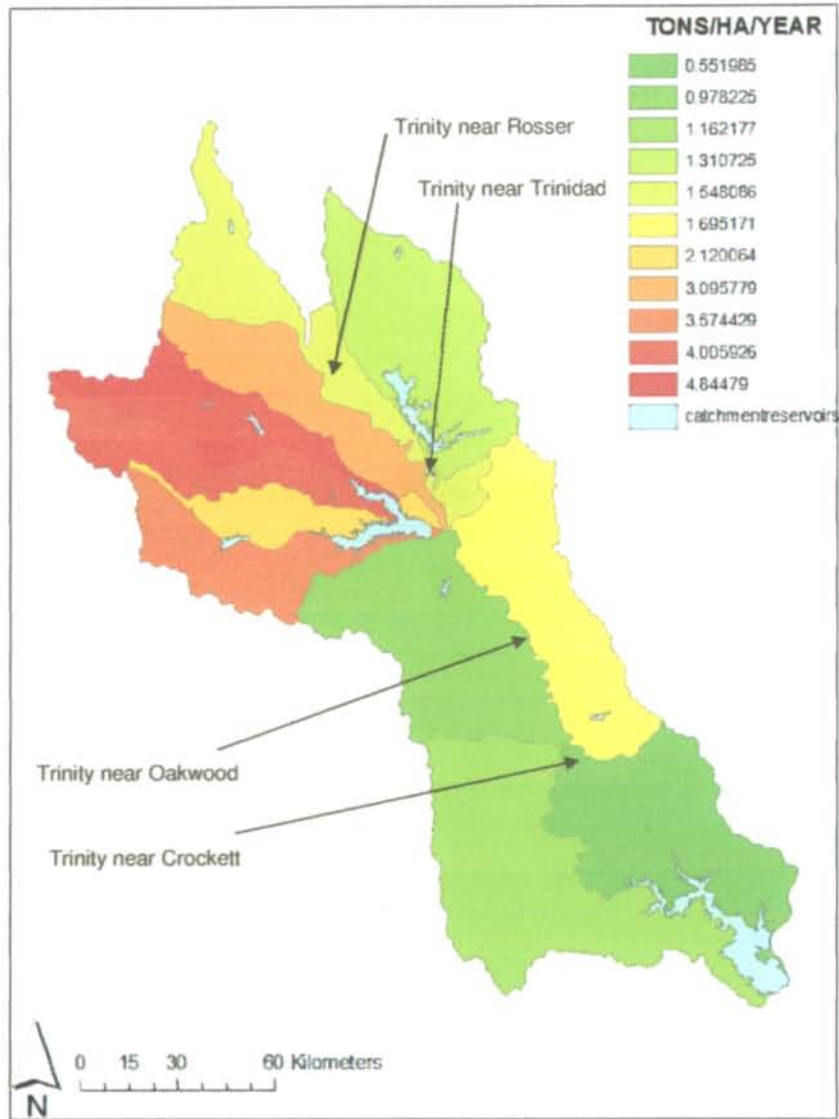 TONS/HA/YEAR
0.551985
0.978225
1.162177
1.310725
1.548086
1.695171
2.120064
3.095779
3.574429
4.005926
4.84479
catchmentreservoirs
Trinity near Rosser
Trinity near Trinidad
Trinity near Oakwood
Trinity near Crockett
0 15 30 60 Kilometers
N